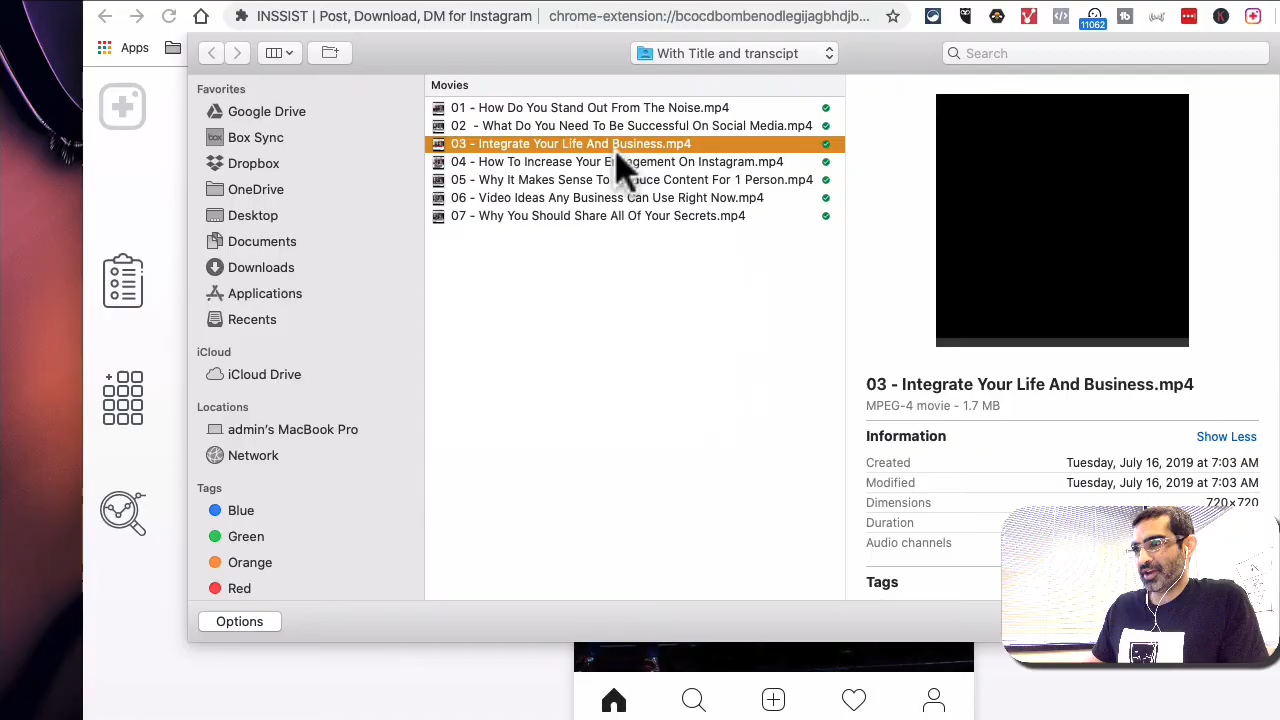 INSSIST | Post, Download, DM for Instagram
chrome-extension://bcocdbombenodlegijagbhdjb...
11062
Apps
With Title and transcipt
Search
Favorites
Google Drive
Box Sync
Dropbox
OneDrive
Desktop
Documents
Downloads
Applications
Recents
iCloud
iCloud Drive
Locations
admin's MacBook Pro
Network
Tags
Blue
Green
Orange
Red
Options
Movies
01 - How Do You Stand Out From The Noise.mp4
02 - What Do You Need To Be Successful On Social Media.mp4
03 - Integrate Your Life And Business.mp4
04 - How To Increase Your On Instagram.mp4
05 - Why It Makes Sense To Content For 1 Person.mp4
06 - Video Ideas Any Business Can Use Right Now.mp4
07 - Why You Should Share All Of Your Secrets.mp4
03 - Integrate Your Life And Business.mp4
MPEG-4 movie - 1.7 MB
Information
Show Less
Created Tuesday, July 16, 2019 at 7:03 AM
Modified Tuesday, July 16, 2019 at 7:03 AM
Dimensions 720×720
Duration
Audio channels
Tags